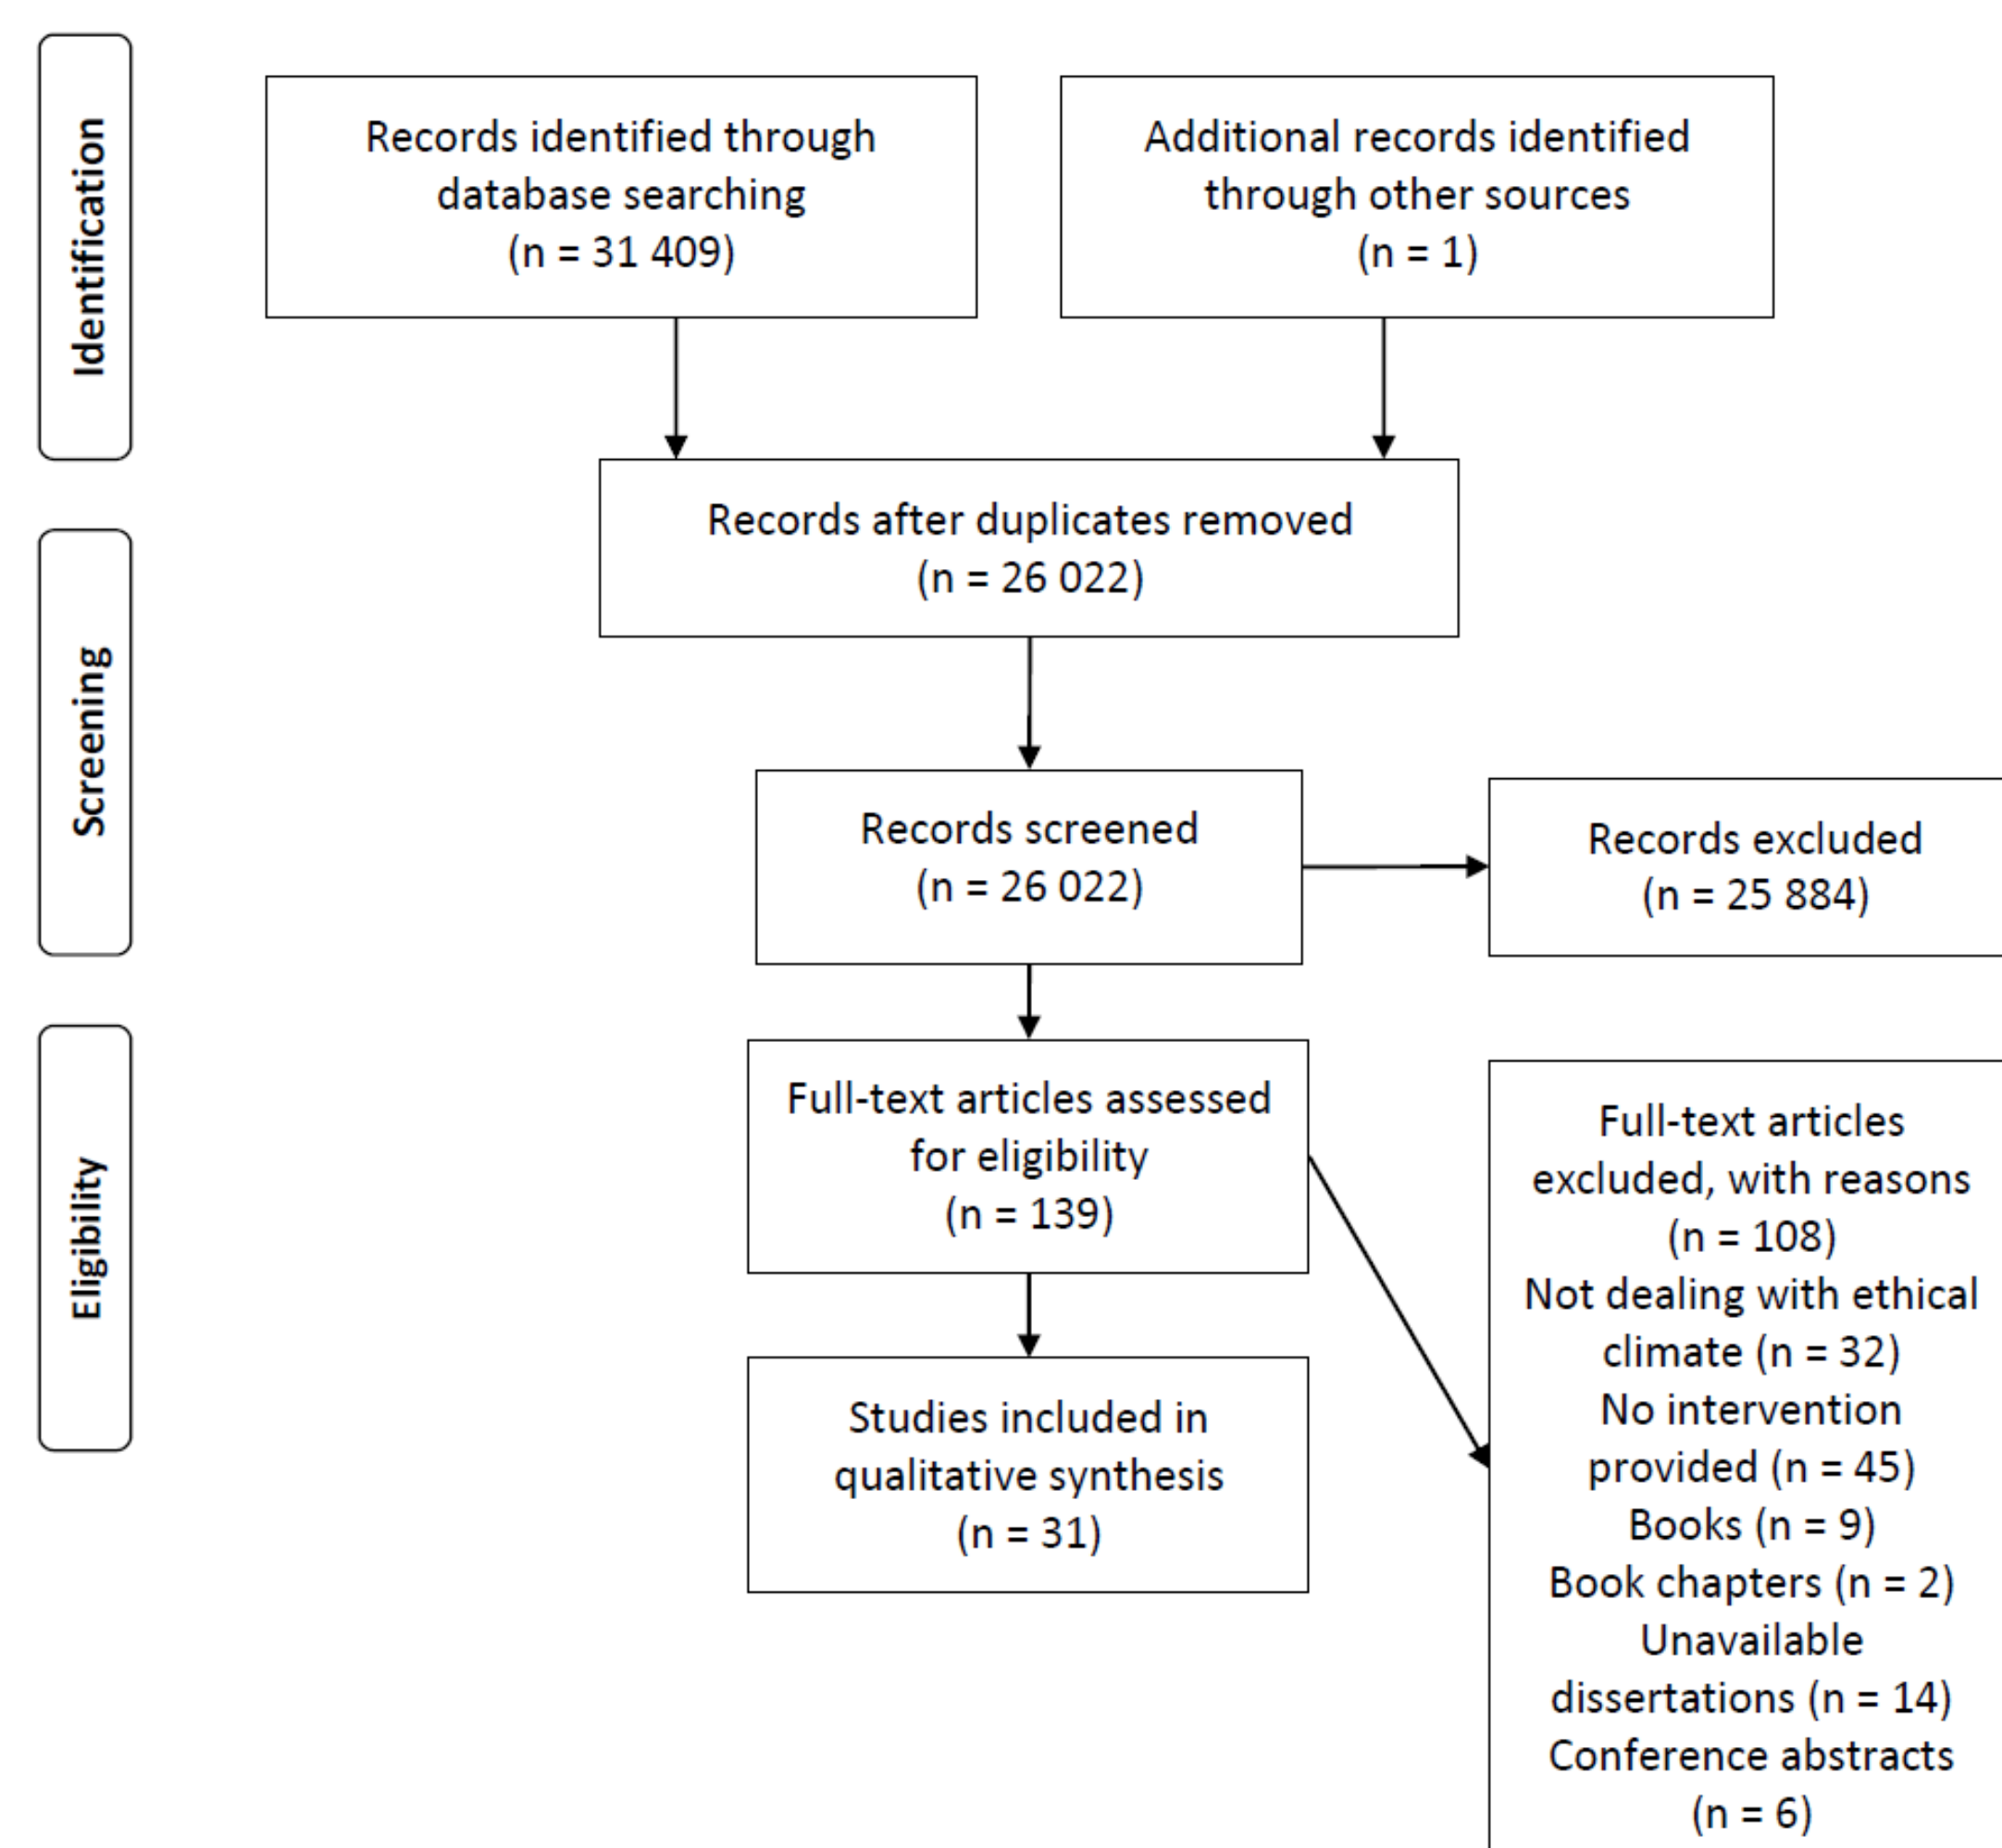 Identification
Records identified through
database searching
(n = 31 409)
Additional records identified
through other sources
(n = 1)
Records after duplicates removed
(n = 26 022)
Screening
Records screened
(n = 26 022)
Records excluded
(n = 25 884)
Eligibility
Full-text articles assessed
for eligibility
(n = 139)
Full-text articles
excluded, with reasons
(n = 108)
Not dealing with ethical
climate (n = 32)
No intervention
provided (n = 45)
Books (n = 9)
Book chapters (n = 2)
Unavailable
dissertations (n = 14)
Conference abstracts
(n = 6)
Studies included in
qualitative synthesis
(n = 31)